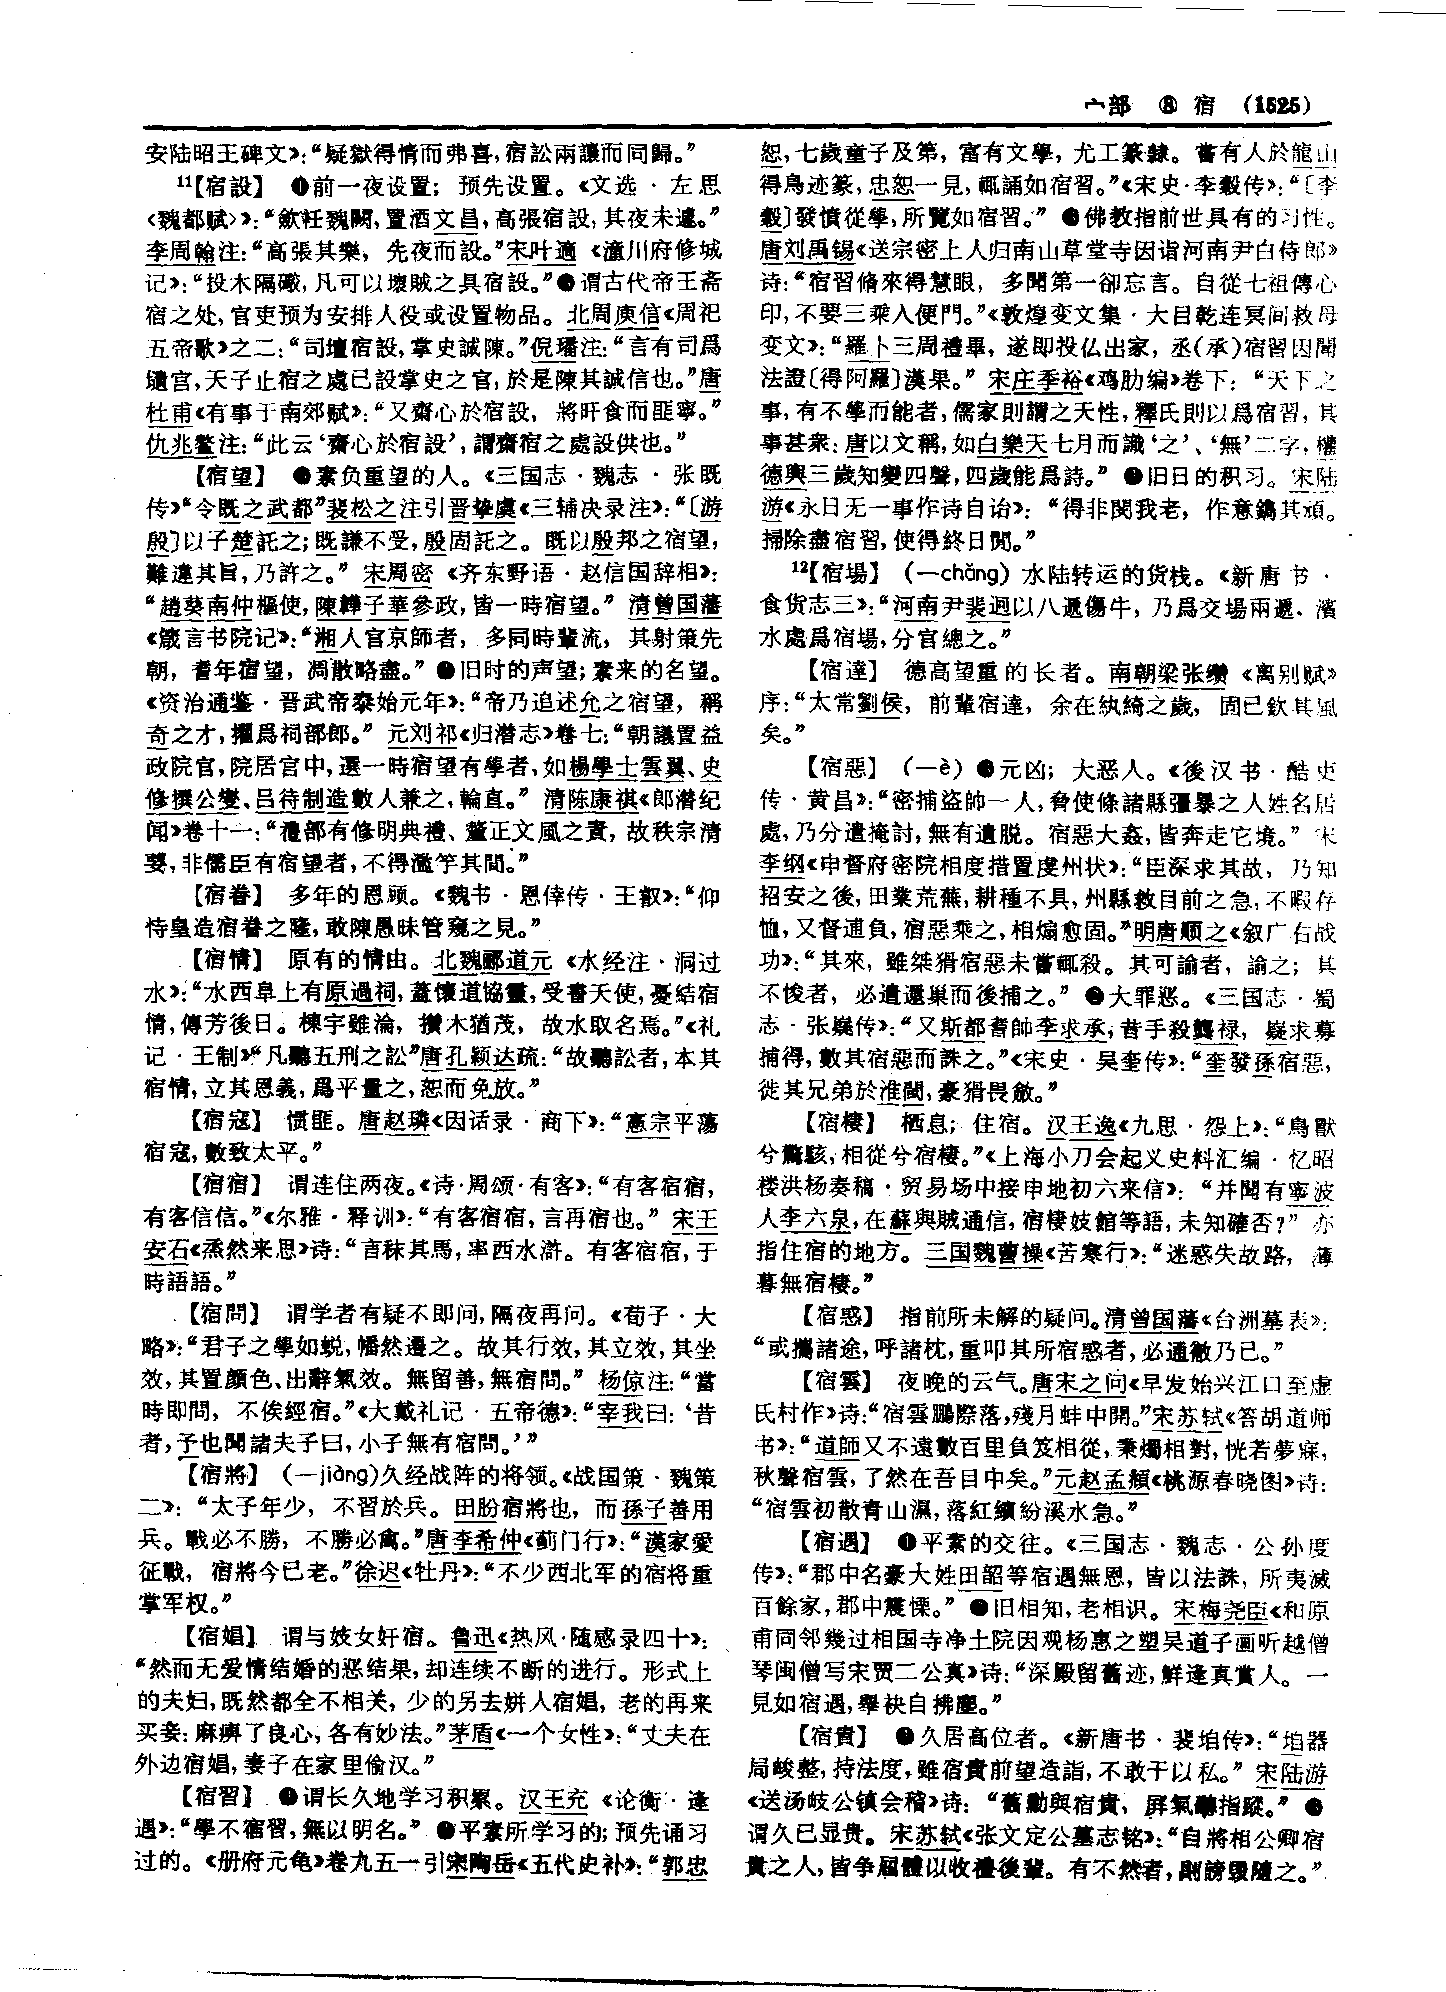 宀部 ⑧ 宿 (1525)
安陆昭王碑文》：“疑獄得情而弗喜，宿訟兩讓而同歸。”
11【宿設】 ❶前一夜设置；预先设置。《文选·左思
〈魏都赋〉》：“歛衽魏闕，置酒文昌，高張宿設，其夜未遽。”
李周翰注：“高張其樂，先夜而設。”宋叶適《潼川府修城
记》：“投木隔礮，凡可以壞賊之具宿設。”❷谓古代帝王斋
宿之处，官吏预为安排人役或设置物品。北周庾信《周祀
五帝歌》之二：“司壇宿設，掌史誠陳。”倪璠注：“言有司爲
壝宫，天子止宿之處已設掌史之官，於是陳其誠信也。”唐
杜甫《有事于南郊赋》：“又齋心於宿設，將旰食而匪寧。”
仇兆鳌注：“此云‘齋心於宿設’，謂齋宿之處設供也。”
【宿望】 ❶素负重望的人。《三国志·魏志·张既
传》“令既之武都”裴松之注引晋挚虞《三辅决录注》：“〔游
殷〕以子楚託之；既謙不受，殷固託之。既以殷邦之宿望，
難違其旨，乃許之。” 宋周密《齐东野语·赵信国辞相》：
“趙葵南仲樞使，陳韡子華參政，皆一時宿望。” 清曾国藩
《箴言书院记》：“湘人官京師者，多同時輩流，其射策先
朝，耆年宿望，凋散略盡。”❷旧时的声望；素来的名望。
《资治通鉴·晋武帝泰始元年》：“帝乃追述允之宿望，稱
奇之才，擢爲祠部郎。” 元刘祁《归潜志》卷七：“朝議置益
政院官，院居宫中，選一時宿望有學者，如楊學士雲翼、史
修撰公燮、吕待制造數人兼之，輪直。” 清陈康祺《郎潜纪
闻》卷十一：“禮部有修明典禮、釐正文風之責，故秩宗清
要，非儒臣有宿望者，不得濫竽其間。”
【宿眷】 多年的恩顾。《魏书·恩倖传·王叡》：“仰
恃皇造宿眷之隆，敢陳愚昧管窺之見。”
【宿情】 原有的情由。北魏郦道元《水经注·洞过
水》：“水西阜上有原過祠，蓋懷道協靈，受書天使，憂結宿
情，傳芳後日。棟宇雖淪，攢木猶茂，故水取名焉。”《礼
记·王制》“凡聽五刑之訟”唐孔颖达疏：“故聽訟者，本其
宿情，立其恩義，爲平量之，恕而免放。”
【宿寇】 惯匪。唐赵璘《因话录·商下》：“憲宗平蕩
宿寇，數致太平。”
【宿宿】 谓连住两夜。《诗·周颂·有客》：“有客宿宿，
有客信信。”《尔雅·释训》：“有客宿宿，言再宿也。” 宋王
安石《烝然来思》诗：“言秣其馬，率西水滸。有客宿宿，于
時語語。”
【宿問】 谓学者有疑不即问，隔夜再问。《荀子·大
略》：“君子之學如蜕，幡然遷之。故其行效，其立效，其坐
效，其置顔色、出辭氣效。無留善，無宿問。” 杨倞注：“當
時即問，不俟經宿。”《大戴礼记·五帝德》：“宰我曰：‘昔
者，予也聞諸夫子曰，小子無有宿問。’”
【宿將】 （—jiàng）久经战阵的将领。《战国策·魏策
二》：“太子年少，不習於兵。田肦宿將也，而孫子善用
兵。戰必不勝，不勝必禽。”唐李希仲《蓟门行》：“漢家愛
征戰，宿將今已老。”徐迟《牡丹》：“不少西北军的宿将重
掌军权。”
【宿娼】 谓与妓女奸宿。鲁迅《热风·随感录四十》：
“然而无爱情结婚的恶结果，却连续不断的进行。形式上
的夫妇，既然都全不相关，少的另去姘人宿娼，老的再来
买妾：麻痹了良心，各有妙法。”茅盾《一个女性》：“丈夫在
外边宿娼，妻子在家里偷汉。”
【宿習】 ❶谓长久地学习积累。汉王充《论衡·逢
遇》：“學不宿習，無以明名。” ❷平素所学习的；预先诵习
过的。《册府元龟》卷九五一引宋陶岳《五代史补》：“郭忠
恕，七歲童子及第，富有文學，尤工篆隸。嘗有人於龍山
得鳥迹篆，忠恕一見，輒誦如宿習。”《宋史·李穀传》：“〔李
穀〕發憤從學，所覽如宿習。” ❸佛教指前世具有的习性。
唐刘禹锡《送宗密上人归南山草堂寺因诣河南尹白侍郎》
诗：“宿習脩來得慧眼，多聞第一卻忘言。自從七祖傳心
印，不要三乘入便門。”《敦煌变文集·大目乾连冥间救母
变文》：“羅卜三周禮畢，遂即投仏出家，丞（承）宿習因聞
法證〔得阿羅〕漢果。” 宋庄季裕《鸡肋编》卷下：“天下之
事，有不學而能者，儒家則謂之天性，釋氏則以爲宿習，其
事甚衆：唐以文稱，如白樂天七月而識‘之’、‘無’二字，權
德輿三歲知變四聲，四歲能爲詩。” ❹旧日的积习。宋陆
游《永日无一事作诗自诒》：“得非閔我老，作意鐫其頑。
掃除盡宿習，使得終日閒。”
12【宿場】 （—chǎng）水陆转运的货栈。《新唐书·
食货志三》：“河南尹裴迥以八遞傷牛，乃爲交場兩遞、濱
水處爲宿場，分官總之。”
【宿達】 德高望重的长者。南朝梁张缵《离别赋》
序：“太常劉侯，前輩宿達，余在紈綺之歲，固已欽其風
矣。”
【宿惡】 （—è）❶元凶；大恶人。《後汉书·酷吏
传·黄昌》：“密捕盗帥一人，脅使條諸縣彊暴之人姓名居
處，乃分遣掩討，無有遺脱。宿惡大姦，皆奔走它境。” 宋
李纲《申督府密院相度措置虔州状》：“臣深求其故，乃知
招安之後，田業荒蕪，耕種不具，州縣救目前之急，不暇存
恤，又督逋負，宿惡乘之，相煽愈固。”明唐顺之《叙广右战
功》：“其來，雖桀猾宿惡未嘗輒殺。其可諭者，諭之；其
不悛者，必遣還巢而後捕之。” ❷大罪恶。《三国志·蜀
志·张嶷传》：“又斯都耆帥李求承，昔手殺龔禄，嶷求募
捕得，數其宿惡而誅之。”《宋史·吴奎传》：“奎發孫宿惡，
徙其兄弟於淮閩，豪猾畏斂。”
【宿棲】 栖息；住宿。汉王逸《九思·怨上》：“鳥獸
兮驚駭，相從兮宿棲。”《上海小刀会起义史料汇编·忆昭
楼洪杨奏稿·贸易场中接申地初六来信》：“并聞有寧波
人李六泉，在蘇與賊通信，宿棲妓館等語，未知確否？” 亦
指住宿的地方。三国魏曹操《苦寒行》：“迷惑失故路，薄
暮無宿棲。”
【宿惑】 指前所未解的疑问。清曾国藩《台洲墓表》：
“或攜諸途，呼諸枕，重叩其所宿惑者，必通徹乃已。”
【宿雲】 夜晚的云气。唐宋之问《早发始兴江口至虚
氏村作》诗：“宿雲鵬際落，殘月蚌中開。”宋苏轼《答胡道师
书》：“道師又不遠數百里負笈相從，秉燭相對，恍若夢寐，
秋聲宿雲，了然在吾目中矣。”元赵孟頫《桃源春晓图》诗：
“宿雲初散青山濕，落紅繽紛溪水急。”
【宿遇】 ❶平素的交往。《三国志·魏志·公孙度
传》：“郡中名豪大姓田韶等宿遇無恩，皆以法誅，所夷滅
百餘家，郡中震慄。” ❷旧相知，老相识。宋梅尧臣《和原
甫同邻幾过相国寺净土院因观杨惠之塑吴道子画听越僧
琴闽僧写宋贾二公真》诗：“深殿留舊迹，鮮逢真賞人。一
見如宿遇，舉袂自拂塵。”
【宿貴】 ❶久居高位者。《新唐书·裴垍传》：“垍器
局峻整，持法度，雖宿貴前望造詣，不敢干以私。” 宋陆游
《送汤岐公镇会稽》诗：“舊勳與宿貴，屏氣聽指蹤。” ❷
谓久已显贵。宋苏轼《张文定公墓志铭》：“自將相公卿宿
貴之人，皆争屈體以收禮後輩。有不然者，則謗毁隨之。”